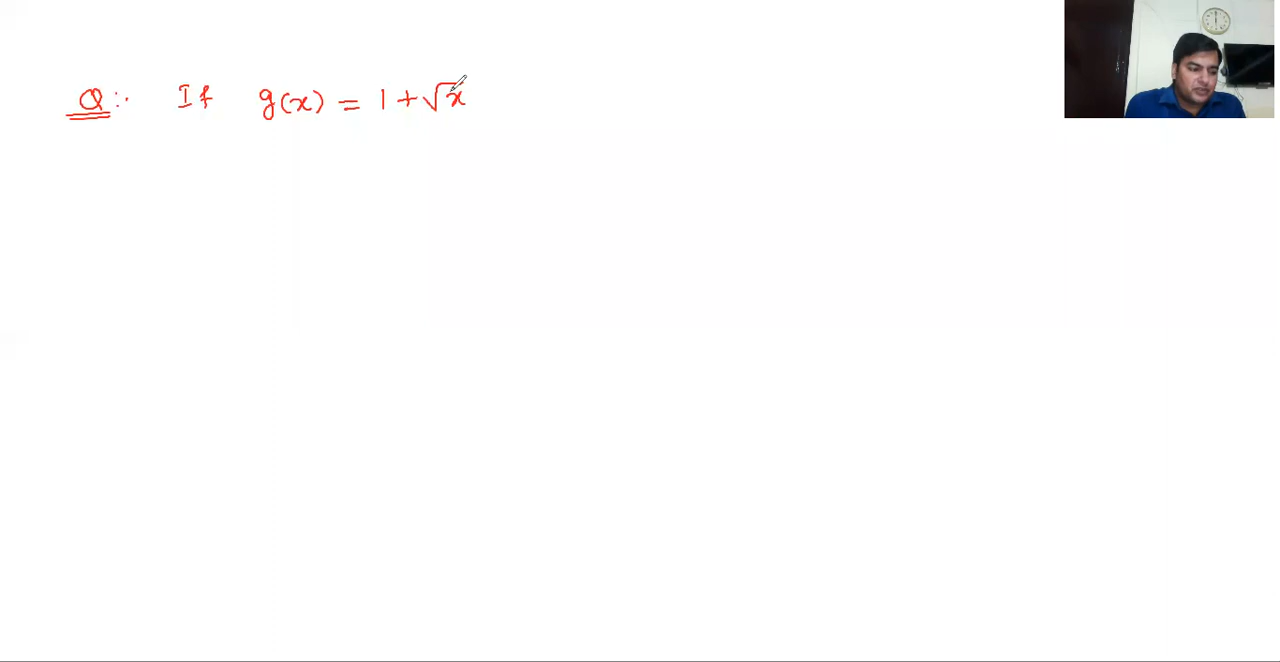 Q:- If g(x) = 1 + √x